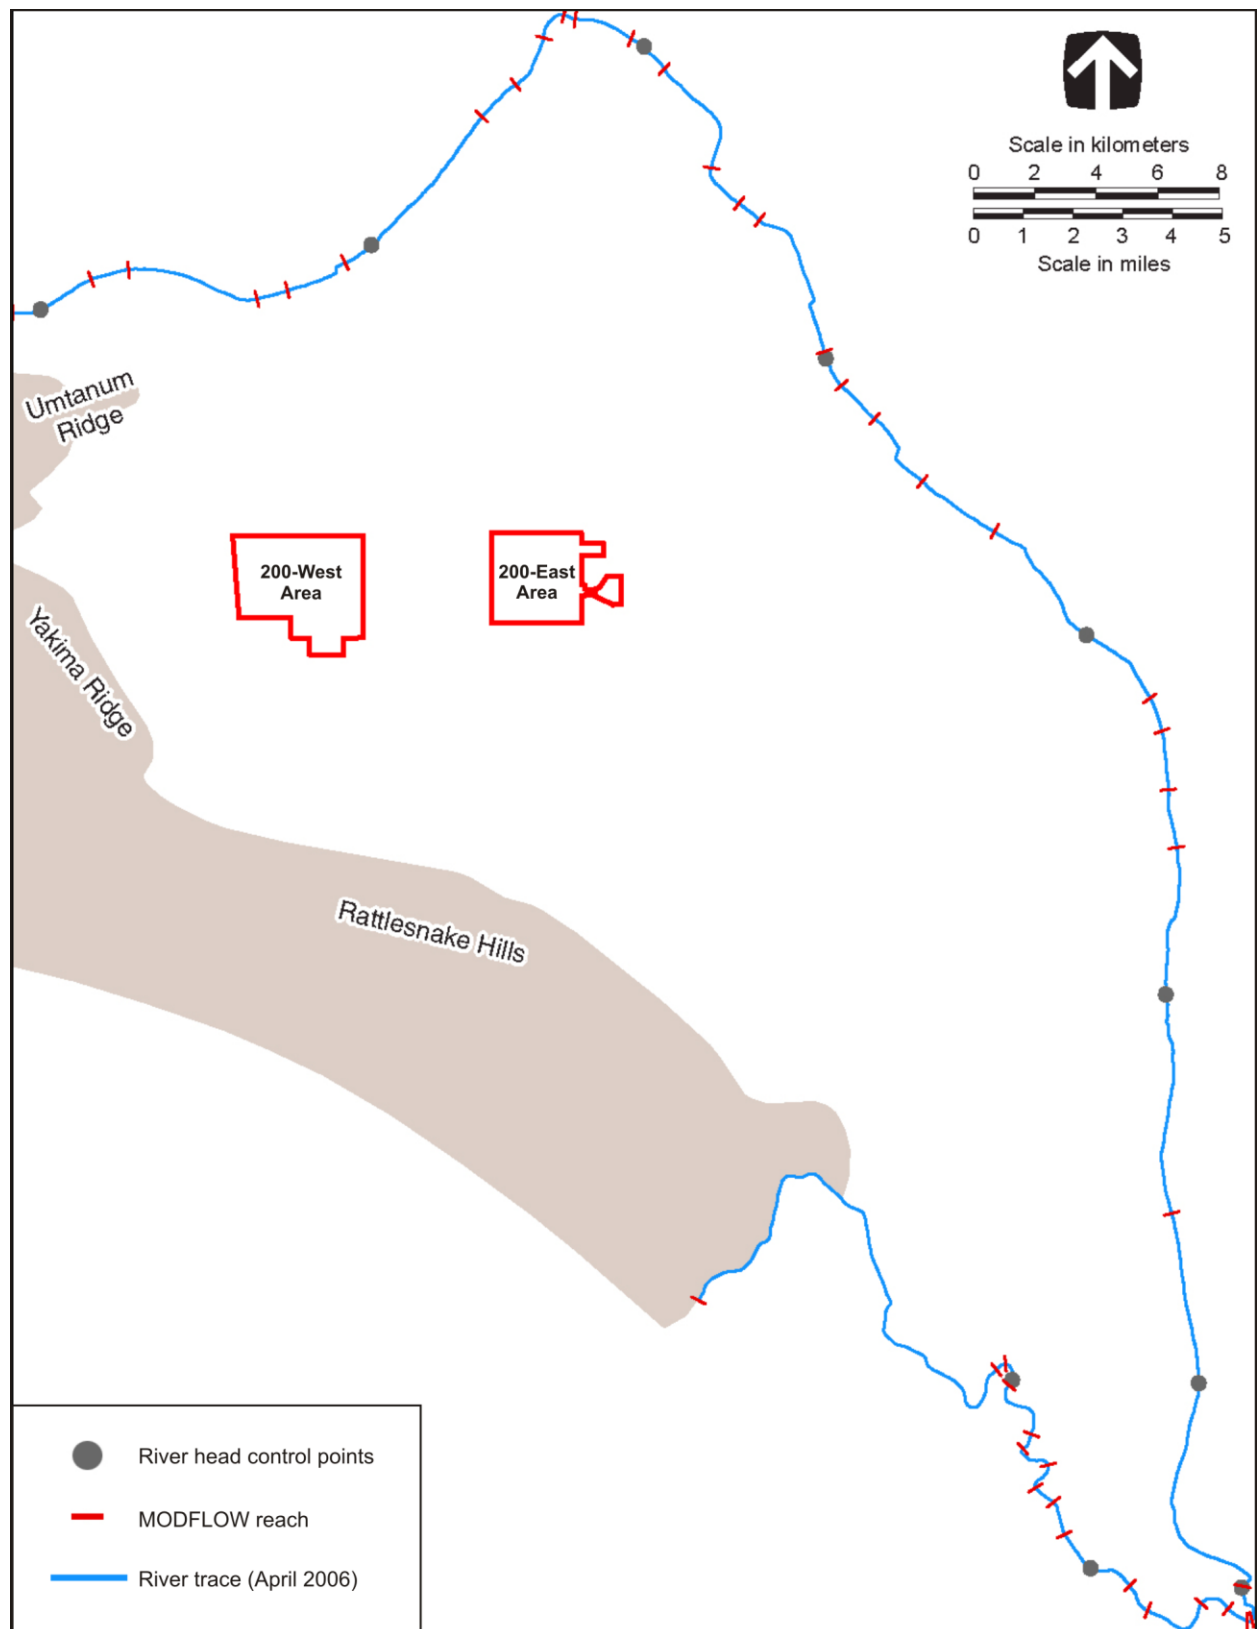 Scale in kilometers
0 2 4 6 8
0 1 2 3 4 5
Scale in miles
Umtanum
Ridge
200-West
Area
200-East
Area
Yakima Ridge
Rattlesnake Hills
River head control points
MODFLOW reach
River trace (April 2006)